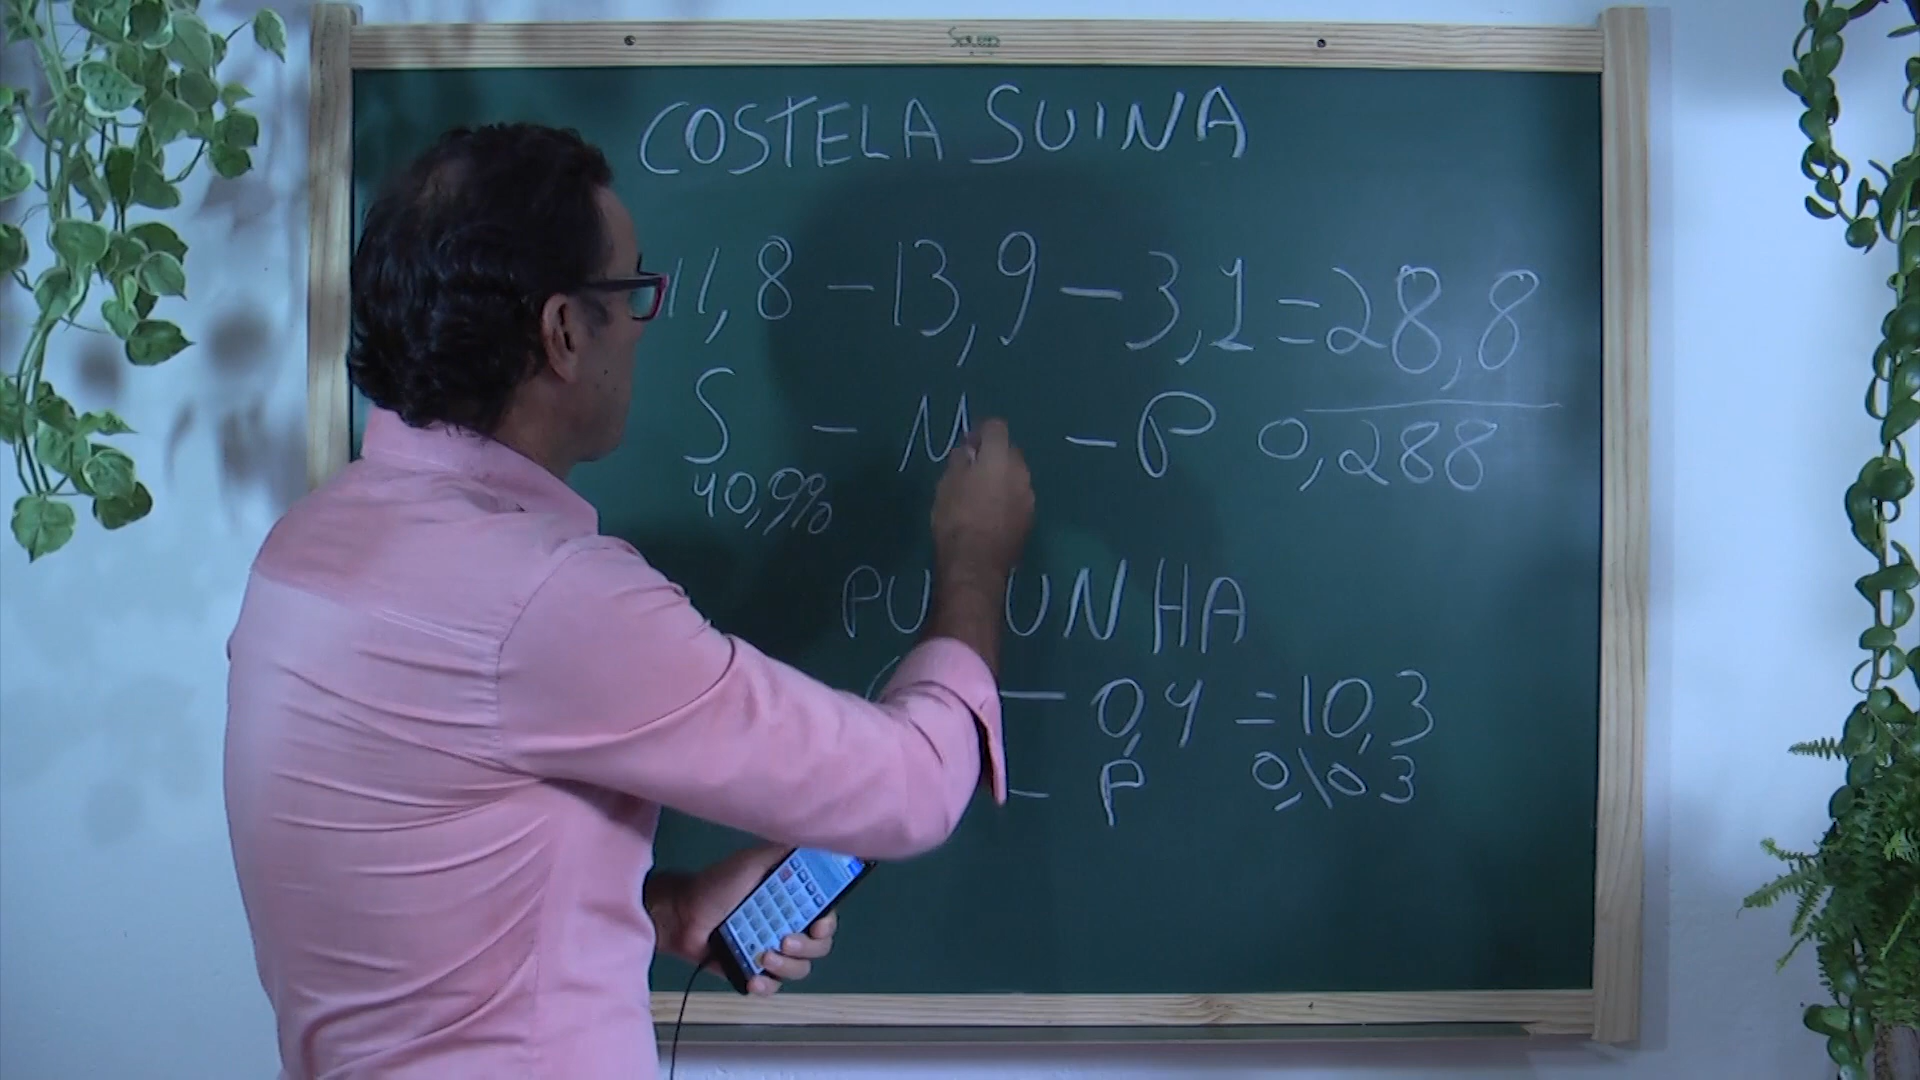 COSTELA SUINA
11,8 - 13,9 - 3,1 = 28,8
S - M - P 0,288
40,9%
PU UNHA
- 0,4 = 10,3
- P 0,103